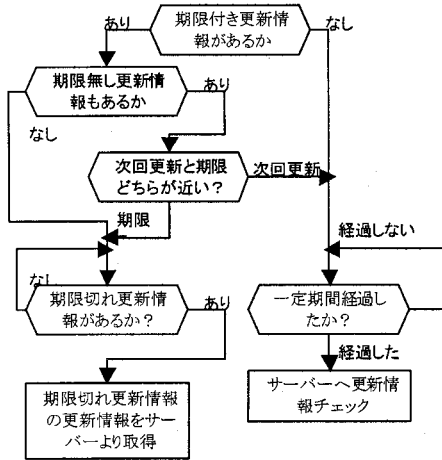 期限付き更新情
報があるか
あり
なし
期限無し更新情
報もあるか
あり
なし
次回更新と期限
どちらが近い？
次回更新
期限
経過しない
なし
期限切れ更新情
報があるか？
あり
一定期間経過し
たか？
経過した
期限切れ更新情報
の更新情報をサー
バーより取得
サーバーへ更新情
報チェック